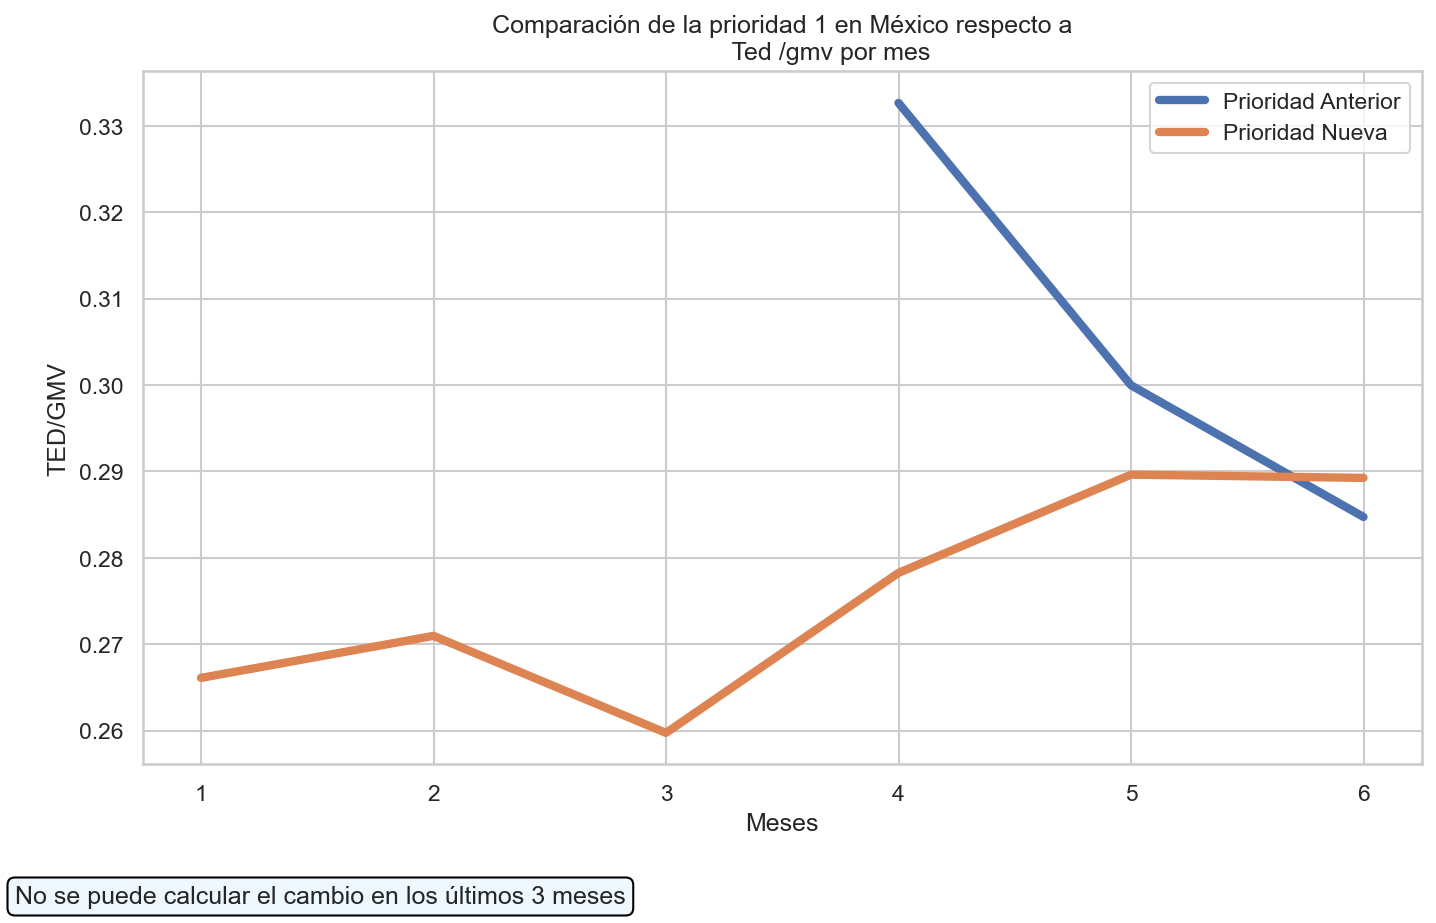 Comparación de la prioridad 1 en México respecto a
Ted /gmv por mes
Prioridad Anterior
Prioridad Nueva
TED/GMV
0.33
0.32
0.31
0.30
0.29
0.28
0.27
0.26
1 2 3 4 5 6
Meses
No se puede calcular el cambio en los últimos 3 meses